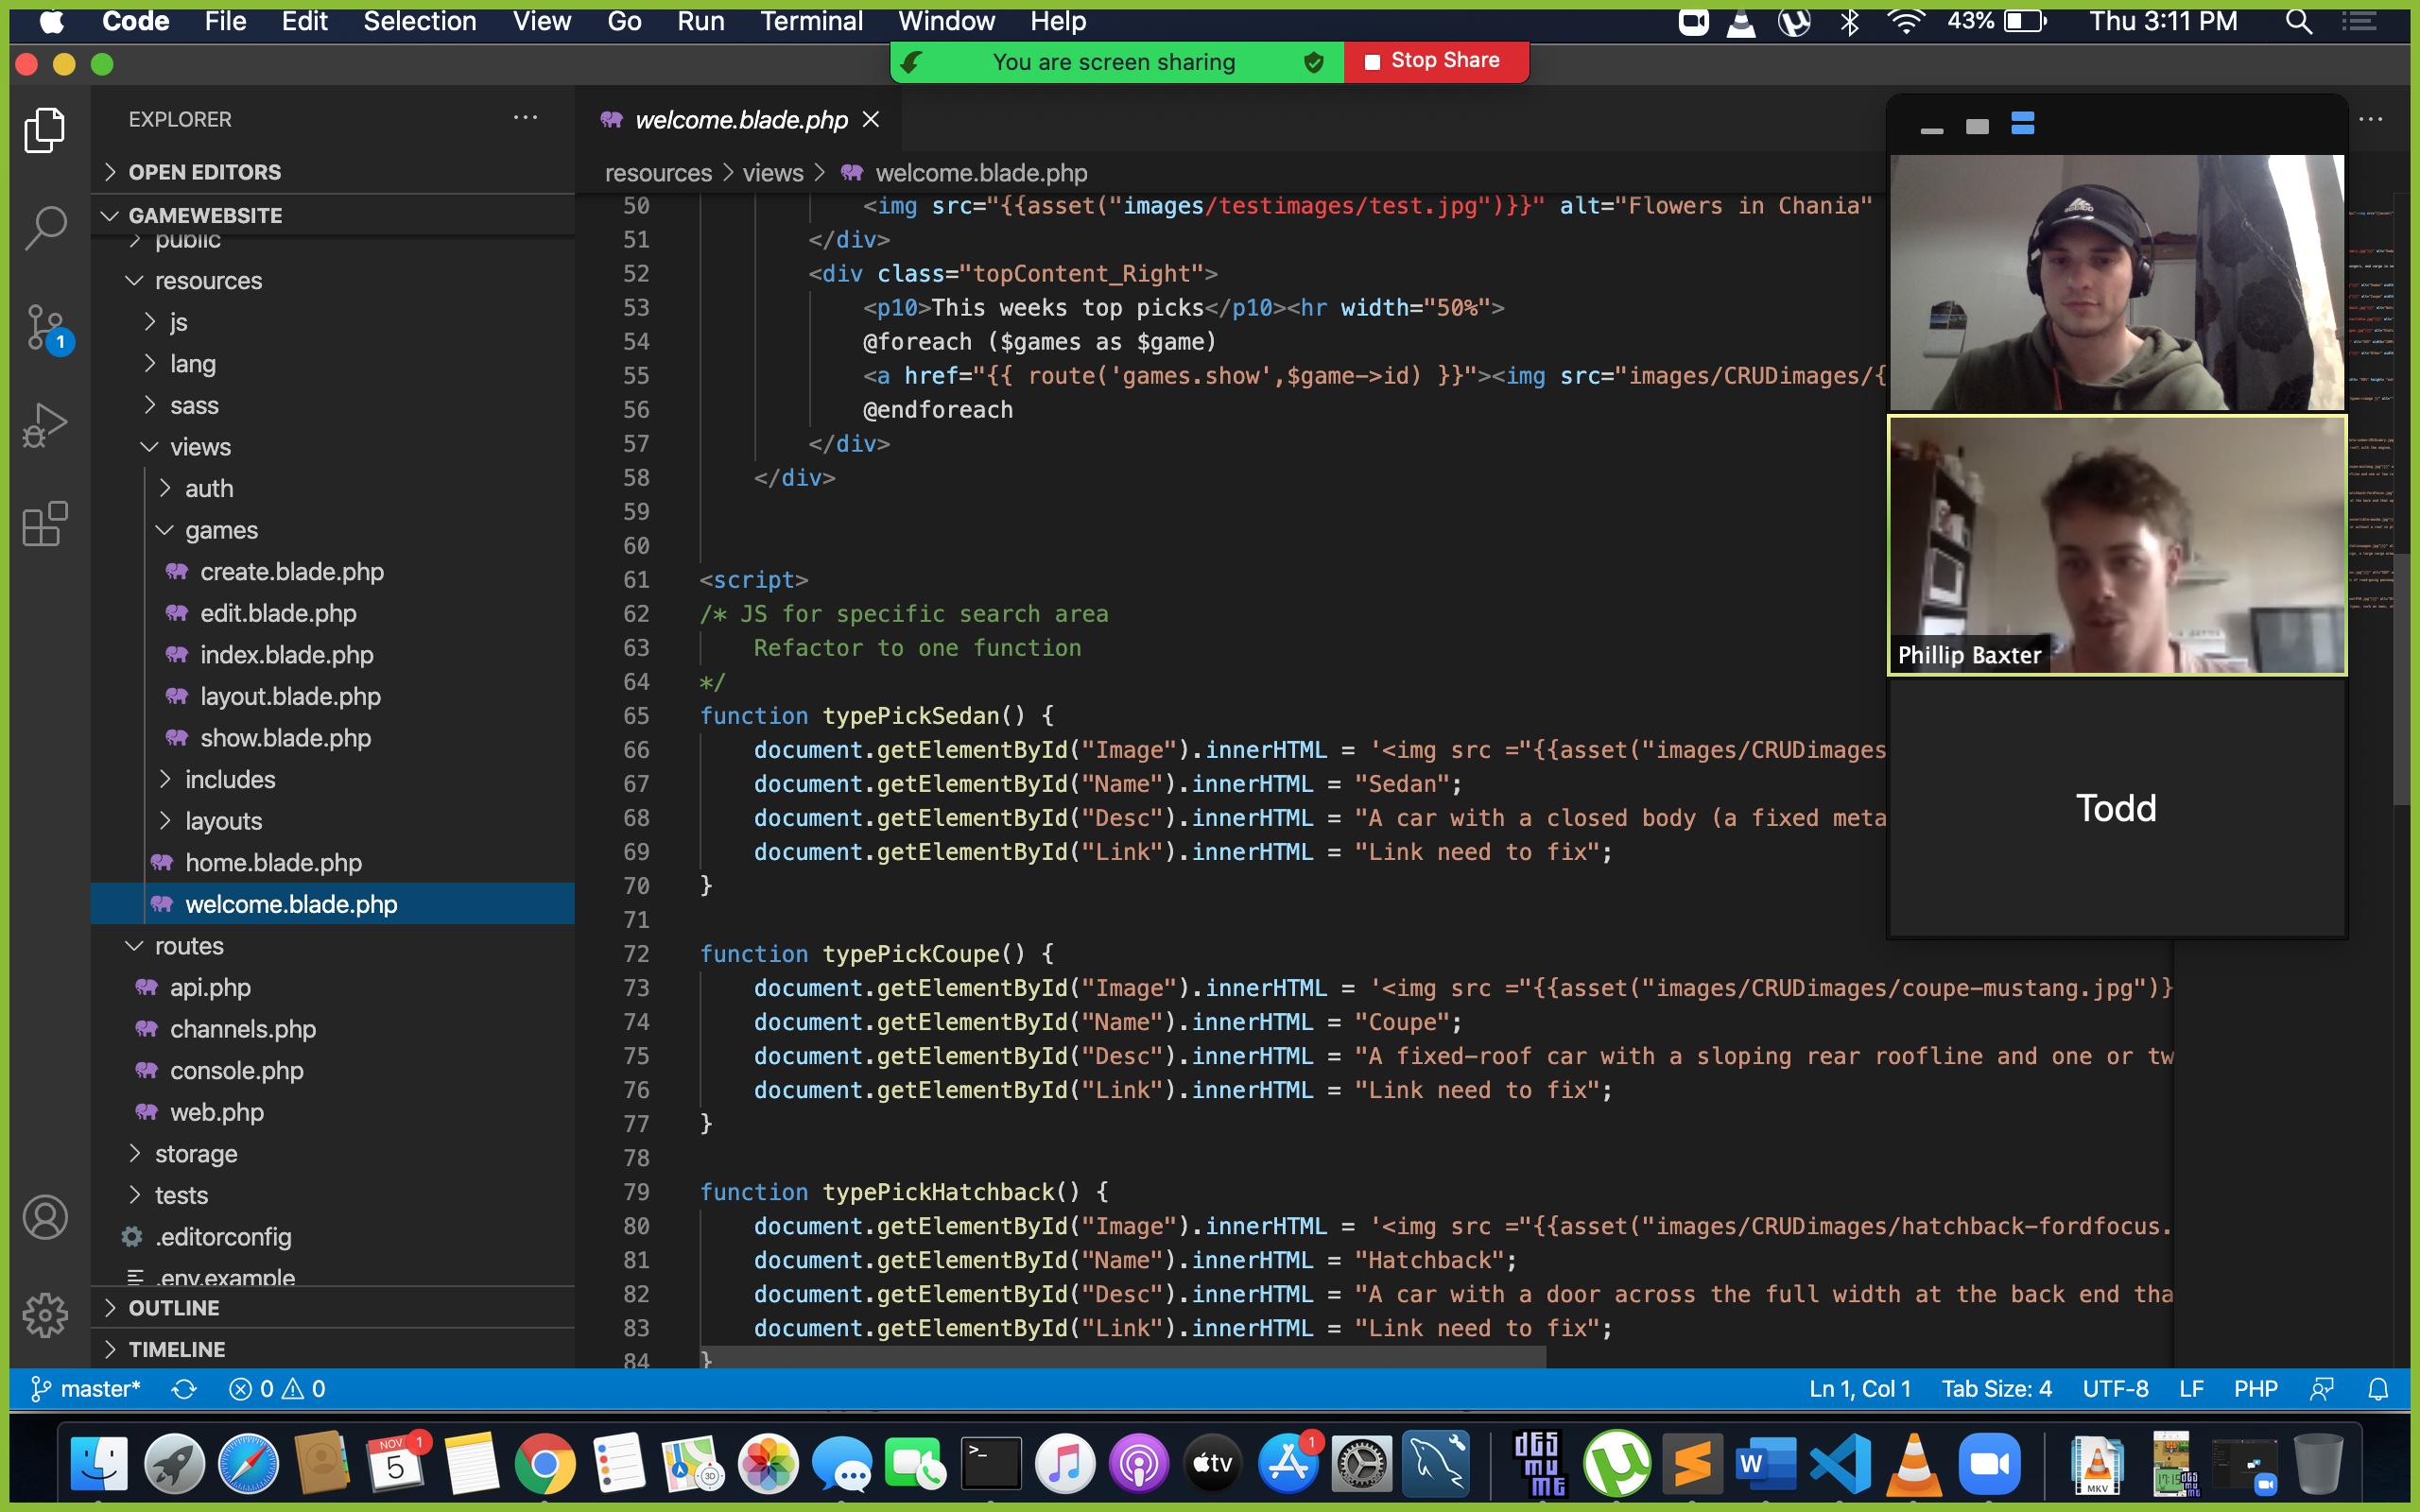 Code File Edit Selection View Go Run Terminal Window Help 43% Thu 3:11 PM
You are screen sharing Stop Share
EXPLORER
OPEN EDITORS
GAMEWEBSITE
public
resources
js
lang
sass
views
auth
games
create.blade.php
edit.blade.php
index.blade.php
layout.blade.php
show.blade.php
includes
layouts
home.blade.php
welcome.blade.php
routes
api.php
channels.php
console.php
web.php
storage
tests
.editorconfig
.env.example
OUTLINE
TIMELINE
1
welcome.blade.php
resources > views > welcome.blade.php
50 <img src="{{asset("images/testimages/test.jpg")}}" alt="Flowers in Chania"
51 </div>
52 <div class="topContent_Right">
53 <p10>This weeks top picks</p10><hr width="50%">
54 @foreach ($games as $game)
55 <a href="{{ route('games.show',$game->id) }}"><img src="images/CRUDimages/{
56 @endforeach
57 </div>
58 </div>
59
60
61 <script>
62 /* JS for specific search area
63 Refactor to one function
64 */
65 function typePickSedan() {
66 document.getElementById("Image").innerHTML = '<img src ="{{asset("images/CRUDimages
67 document.getElementById("Name").innerHTML = "Sedan";
68 document.getElementById("Desc").innerHTML = "A car with a closed body (a fixed meta
69 document.getElementById("Link").innerHTML = "Link need to fix";
70 }
71
72 function typePickCoupe() {
73 document.getElementById("Image").innerHTML = '<img src ="{{asset("images/CRUDimages/coupe-mustang.jpg")}
74 document.getElementById("Name").innerHTML = "Coupe";
75 document.getElementById("Desc").innerHTML = "A fixed-roof car with a sloping rear roofline and one or tw
76 document.getElementById("Link").innerHTML = "Link need to fix";
77 }
78
79 function typePickHatchback() {
80 document.getElementById("Image").innerHTML = '<img src ="{{asset("images/CRUDimages/hatchback-fordfocus.
81 document.getElementById("Name").innerHTML = "Hatchback";
82 document.getElementById("Desc").innerHTML = "A car with a door across the full width at the back end tha
83 document.getElementById("Link").innerHTML = "Link need to fix";
84 }
Phillip Baxter
Todd
master* 0 0 Ln 1, Col 1 Tab Size: 4 UTF-8 LF PHP
NOV 5 1
3D
>_
tv
1
DESMUME
W
MKV
17:15